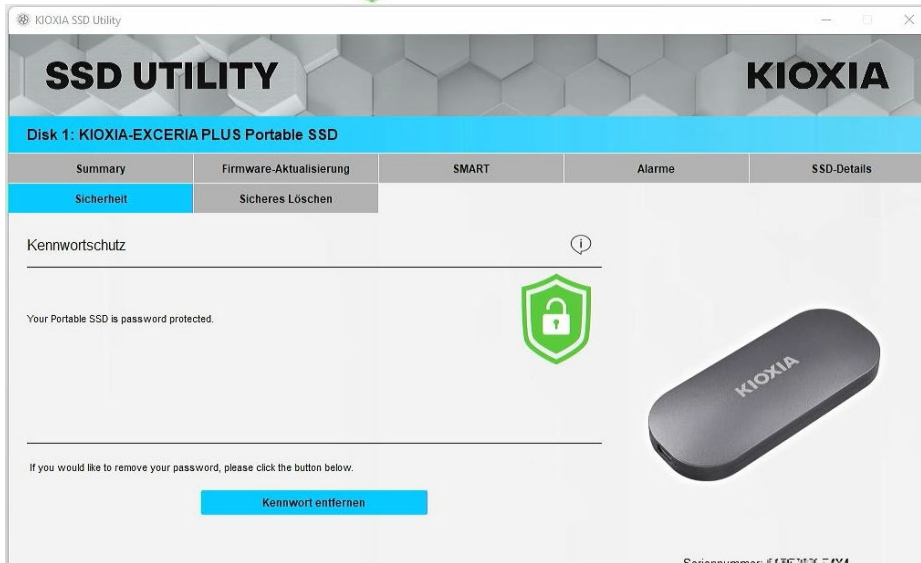 KIOXIA SSD Utility
SSD UTILITY
KIOXIA
Disk 1: KIOXIA-EXCERIA PLUS Portable SSD
Summary Firmware-Aktualisierung SMART Alarme SSD-Details
Sicherheit Sicheres Löschen
Kennwortschutz
Your Portable SSD is password protected.
KIOXIA
If you would like to remove your password, please click the button below.
Kennwort entfernen
Seriennummer: